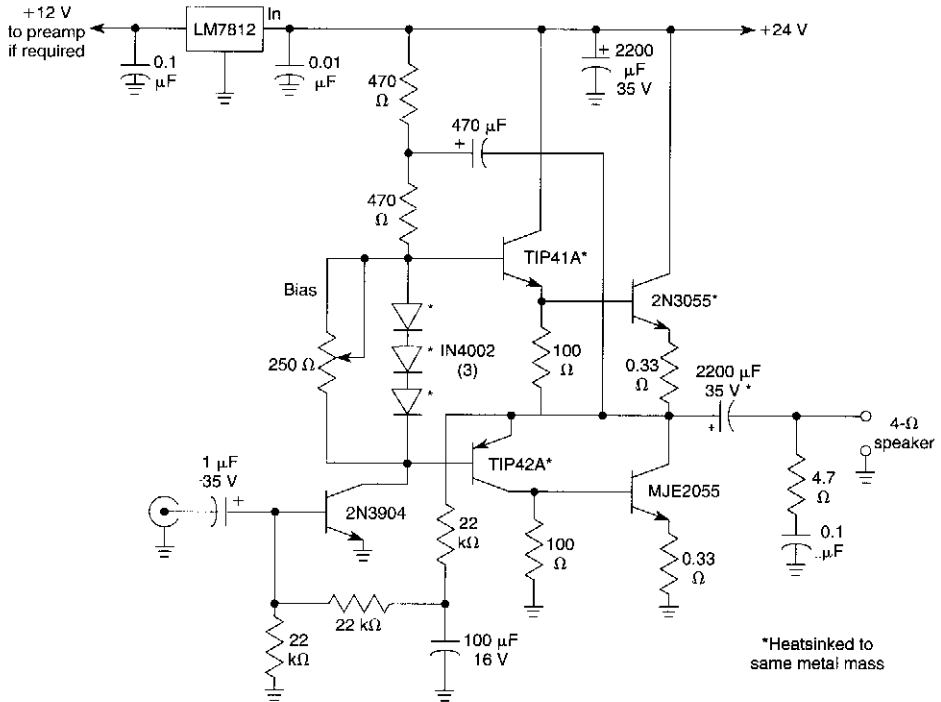 +12 V
to preamp
if required
LM7812
In
+24 V
0.1
μF
0.01
μF
+ 2200
μF
35 V
470
Ω
470 μF
+
470
Ω
TIP41A*
2N3055*
Bias
*
*
*
IN4002
(3)
250 Ω
100
Ω
0.33
Ω
2200 μF
35 V *
+
4-Ω
speaker
TIP42A*
MJE2055
1 μF
-35 V
+
2N3904
22
kΩ
100
Ω
0.33
Ω
4.7
Ω
0.1
..μF
22 kΩ
22
kΩ
100 μF
16 V
*Heatsinked to
same metal mass